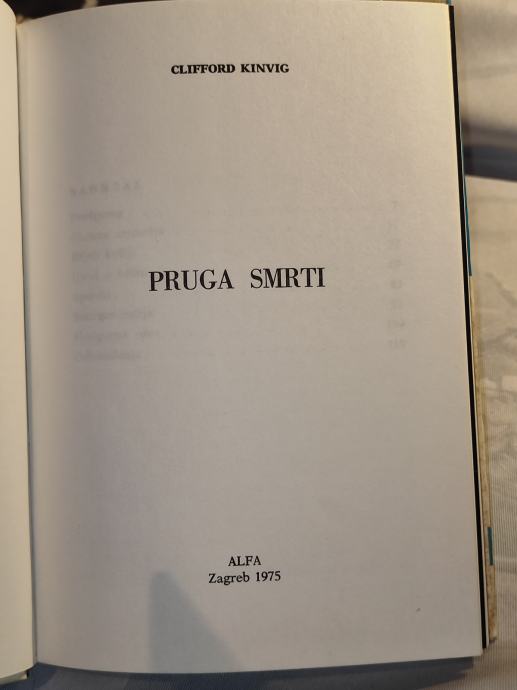 CLIFFORD KINVIG
PRUGA SMRTI
ALFA
Zagreb 1975